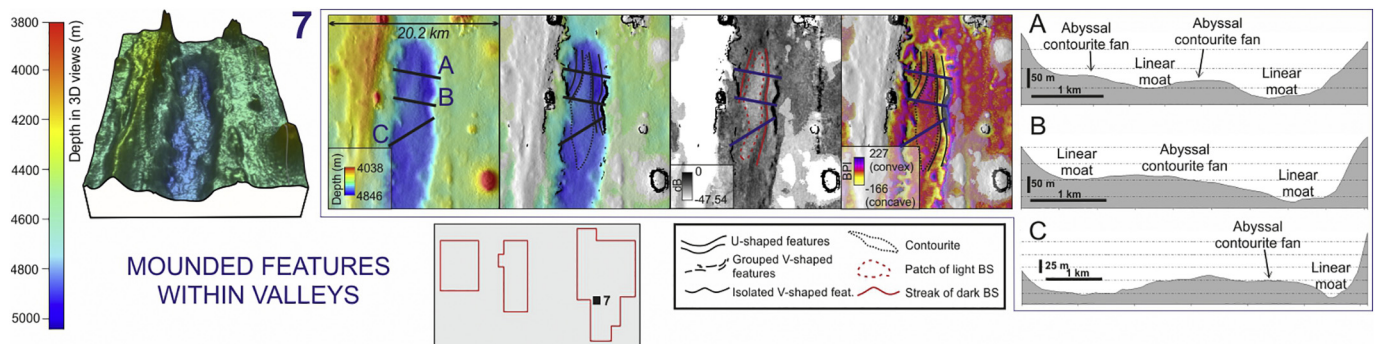 3800
4000
4200
4400
4600
4800
5000
Depth in 3D views (m)
7
MOUNDED FEATURES
WITHIN VALLEYS
20.2 km
A
B
C
Depth (m)
4038
4846
dB
0
-47.54
BPI
227
(convex)
-166
(concave)
7
U-shaped features
Grouped V-shaped
features
Isolated V-shaped feat.
Contourite
Patch of light BS
Streak of dark BS
A
Abyssal
contourite fan
Abyssal
contourite fan
Linear
moat
Linear
moat
50 m
1 km
B
Linear
moat
Abyssal
contourite fan
Linear
moat
50 m
1 km
C
Abyssal
contourite fan
Linear
moat
25 m
1 km